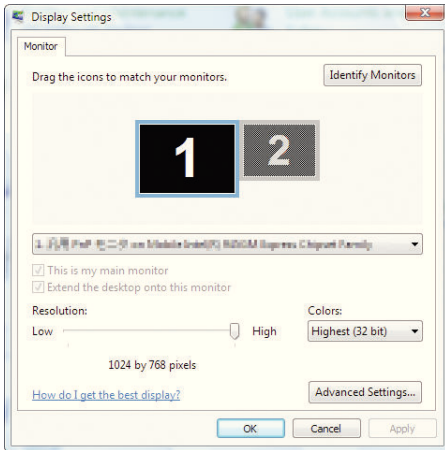 Display Settings
Monitor
Drag the icons to match your monitors.
Identify Monitors
1
2
This is my main monitor
Extend the desktop onto this monitor
Resolution:
Colors:
Low
High
Highest (32 bit)
1024 by 768 pixels
How do I get the best display?
Advanced Settings...
OK
Cancel
Apply